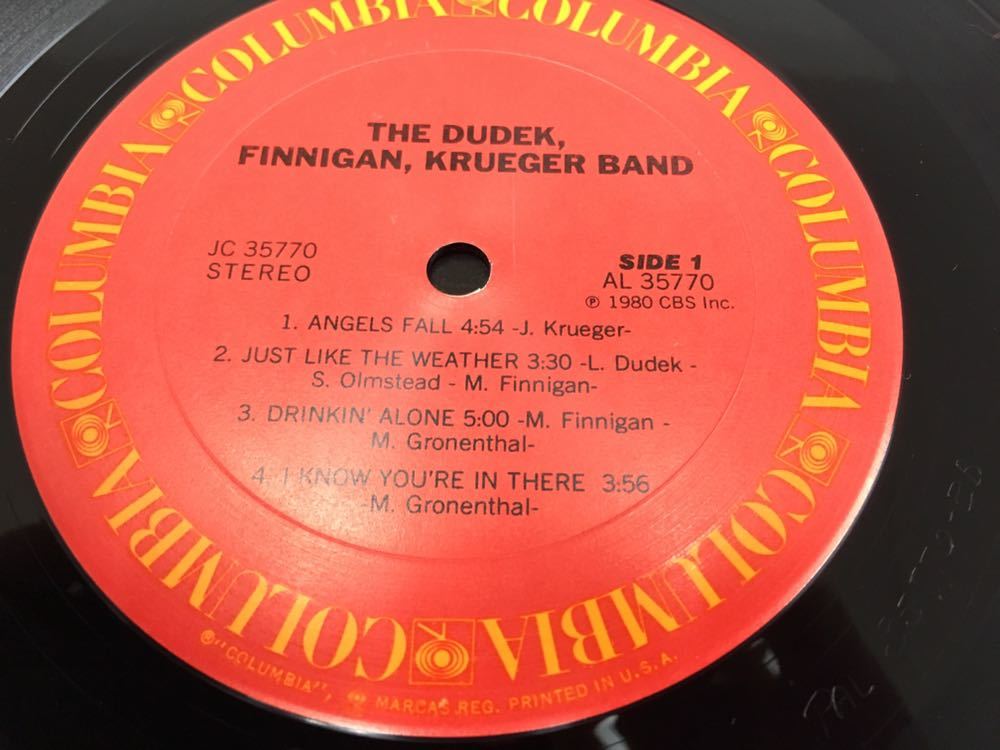 COLUMBIA COLUMBIA COLUMBIA COLUMBIA COLUMBIA COLUMBIA COLUMBIA COLUMBIA
THE DUDEK,
FINNIGAN, KRUEGER BAND
JC 35770
STEREO
SIDE 1
AL 35770
℗ 1980 CBS Inc.
1. ANGELS FALL 4:54 -J. Krueger-
2. JUST LIKE THE WEATHER 3:30 -L. Dudek -
S. Olmstead - M. Finnigan-
3. DRINKIN' ALONE 5:00 -M. Finnigan -
M. Gronenthal-
4. I KNOW YOU'RE IN THERE 3:56
-M. Gronenthal-
®"COLUMBIA", MARCAS REG. PRINTED IN U.S.A.
PAL